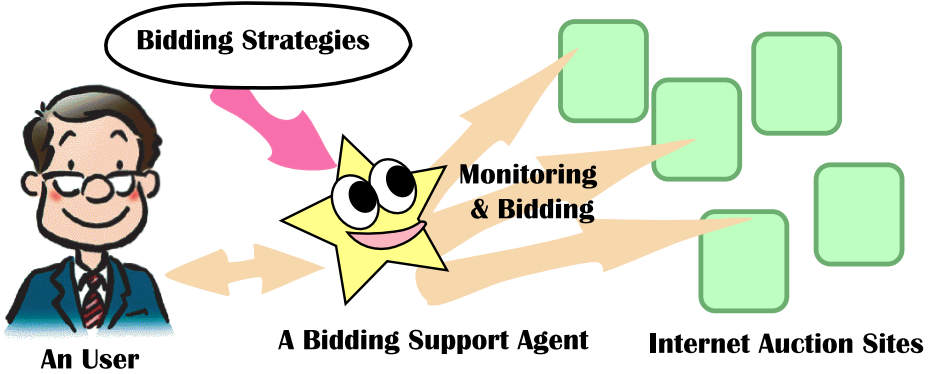 Bidding Strategies
Monitoring
& Bidding
An User
A Bidding Support Agent
Internet Auction Sites